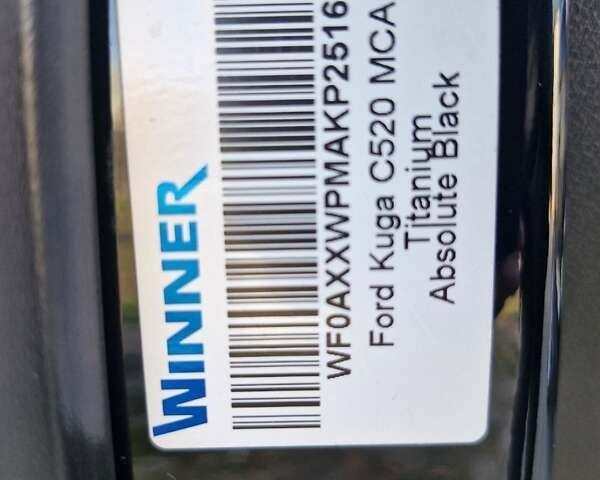 WINNER
WF0AXXWPMAKP2516
Ford Kuga C520 MCA
Titanium
Absolute Black